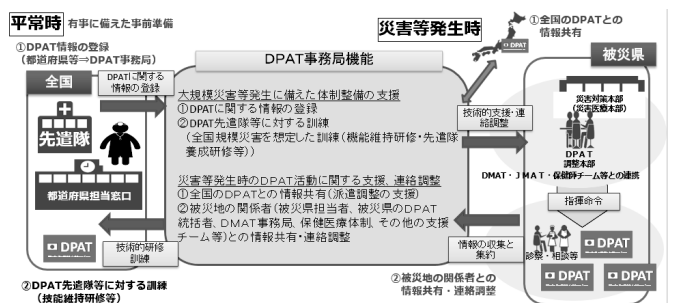 平常時 有事に備えた事前準備
①DPAT情報の登録
(都道府県等⇒DPAT事務局)
全国
DPATに関する
情報の登録
先遣隊
都道府県担当窓口
DPAT
技術的研修
訓練
②DPAT先遣隊等に対する訓練
(技能維持研修等)
DPAT事務局機能
大規模災害等発生に備えた体制整備の支援
①DPATに関する情報の登録
②DPAT先遣隊等に対する訓練
(全国規模災害を想定した訓練(機能維持研修・先遣隊
養成研修等))
災害等発生時のDPAT活動に関する支援、連絡調整
①全国のDPATとの情報共有(派遣調整の支援)
②被災地の関係者(被災県担当者、被災県のDPAT
統括者、DMAT事務局、保健医療体制、その他の支援
チーム等)との情報共有・連絡調整
災害等発生時
DPAT
①全国のDPATとの
情報共有
技術的支援・連
絡調整
情報の収集と
集約
②被災地の関係者との
情報共有・連絡調整
被災県
災害対策本部
(災害医療本部)
DPAT
調整本部
DMAT・JMAT・保健師チーム等との連携
指揮命令
診察・相談等
DPAT
DPAT
DPAT